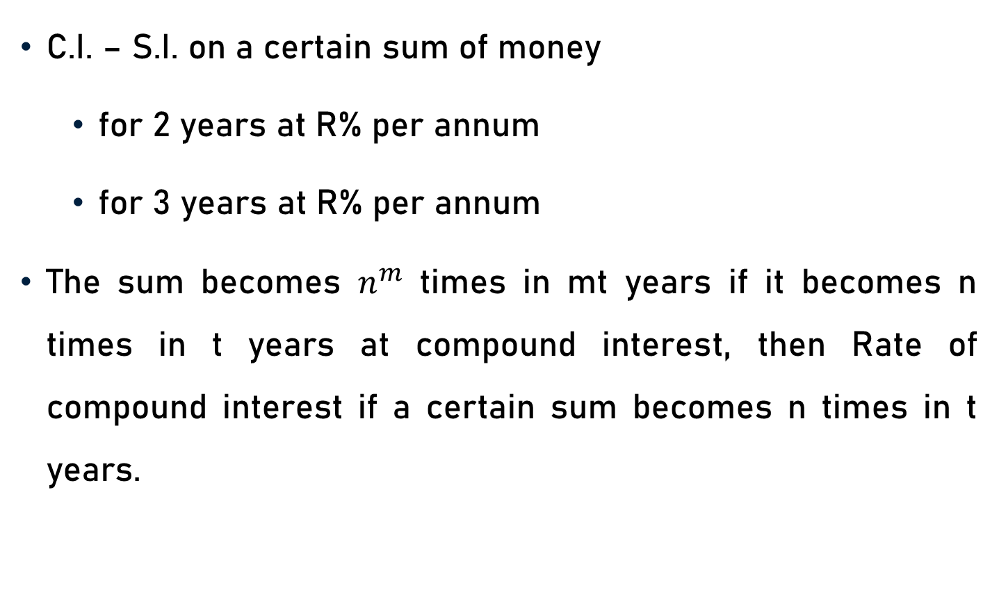 • C.I. – S.I. on a certain sum of money
• for 2 years at R% per annum
• for 3 years at R% per annum
• The sum becomes n^m times in mt years if it becomes n
times in t years at compound interest, then Rate of
compound interest if a certain sum becomes n times in t
years.